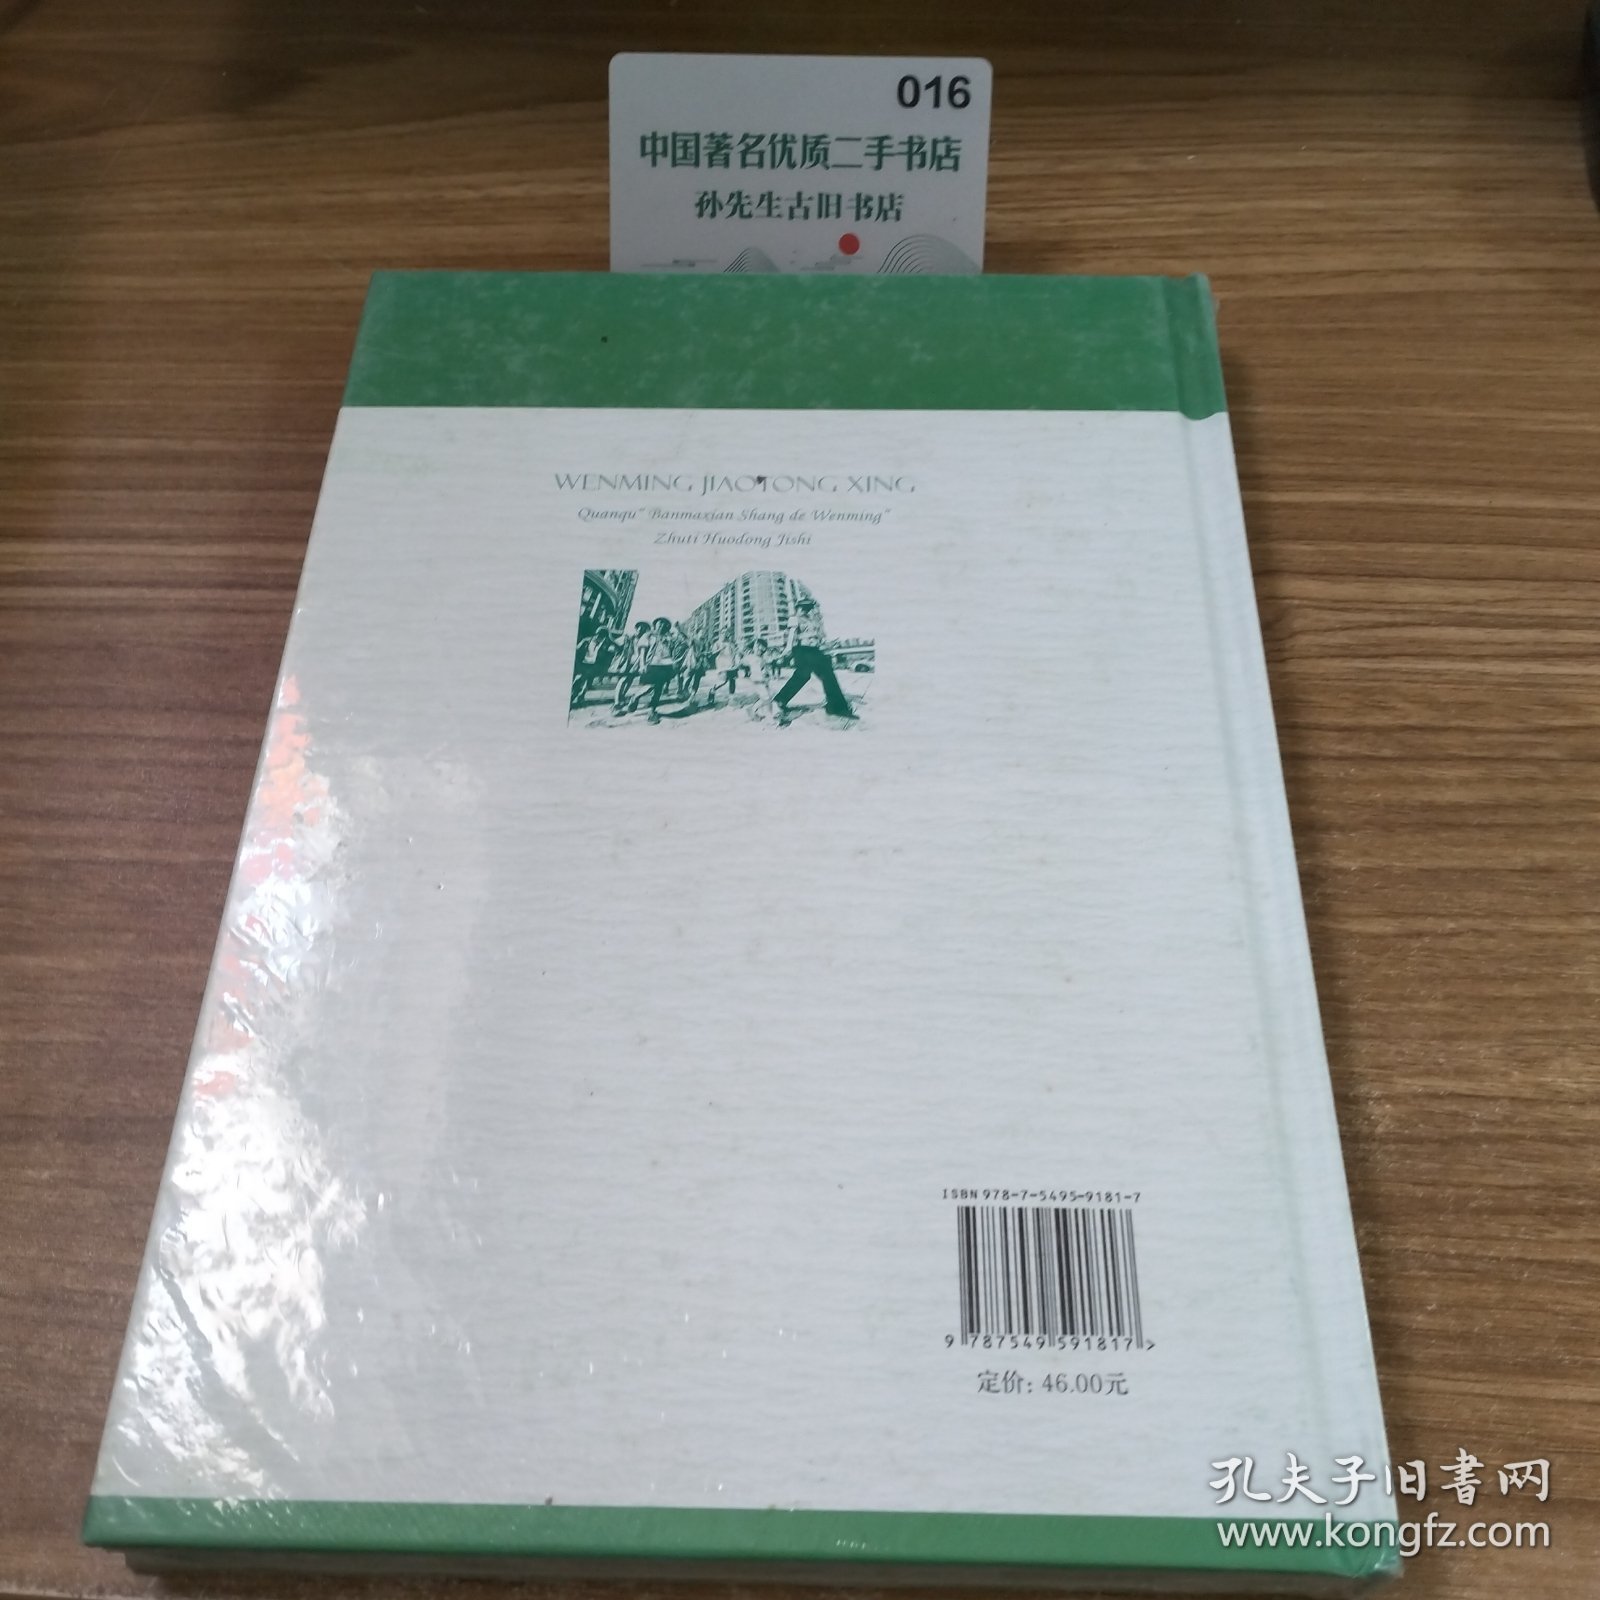 016
中国著名优质二手书店
孙先生古旧书店
WENMING JIAOTONG XING
Quanqu" Banmaxian Shang de Wenming"
Zhuti Huodong Jishi
ISBN 978-7-5495-9181-7
9 787549 591817 >
定价: 46.00元
孔夫子旧书网
www.kongfz.com